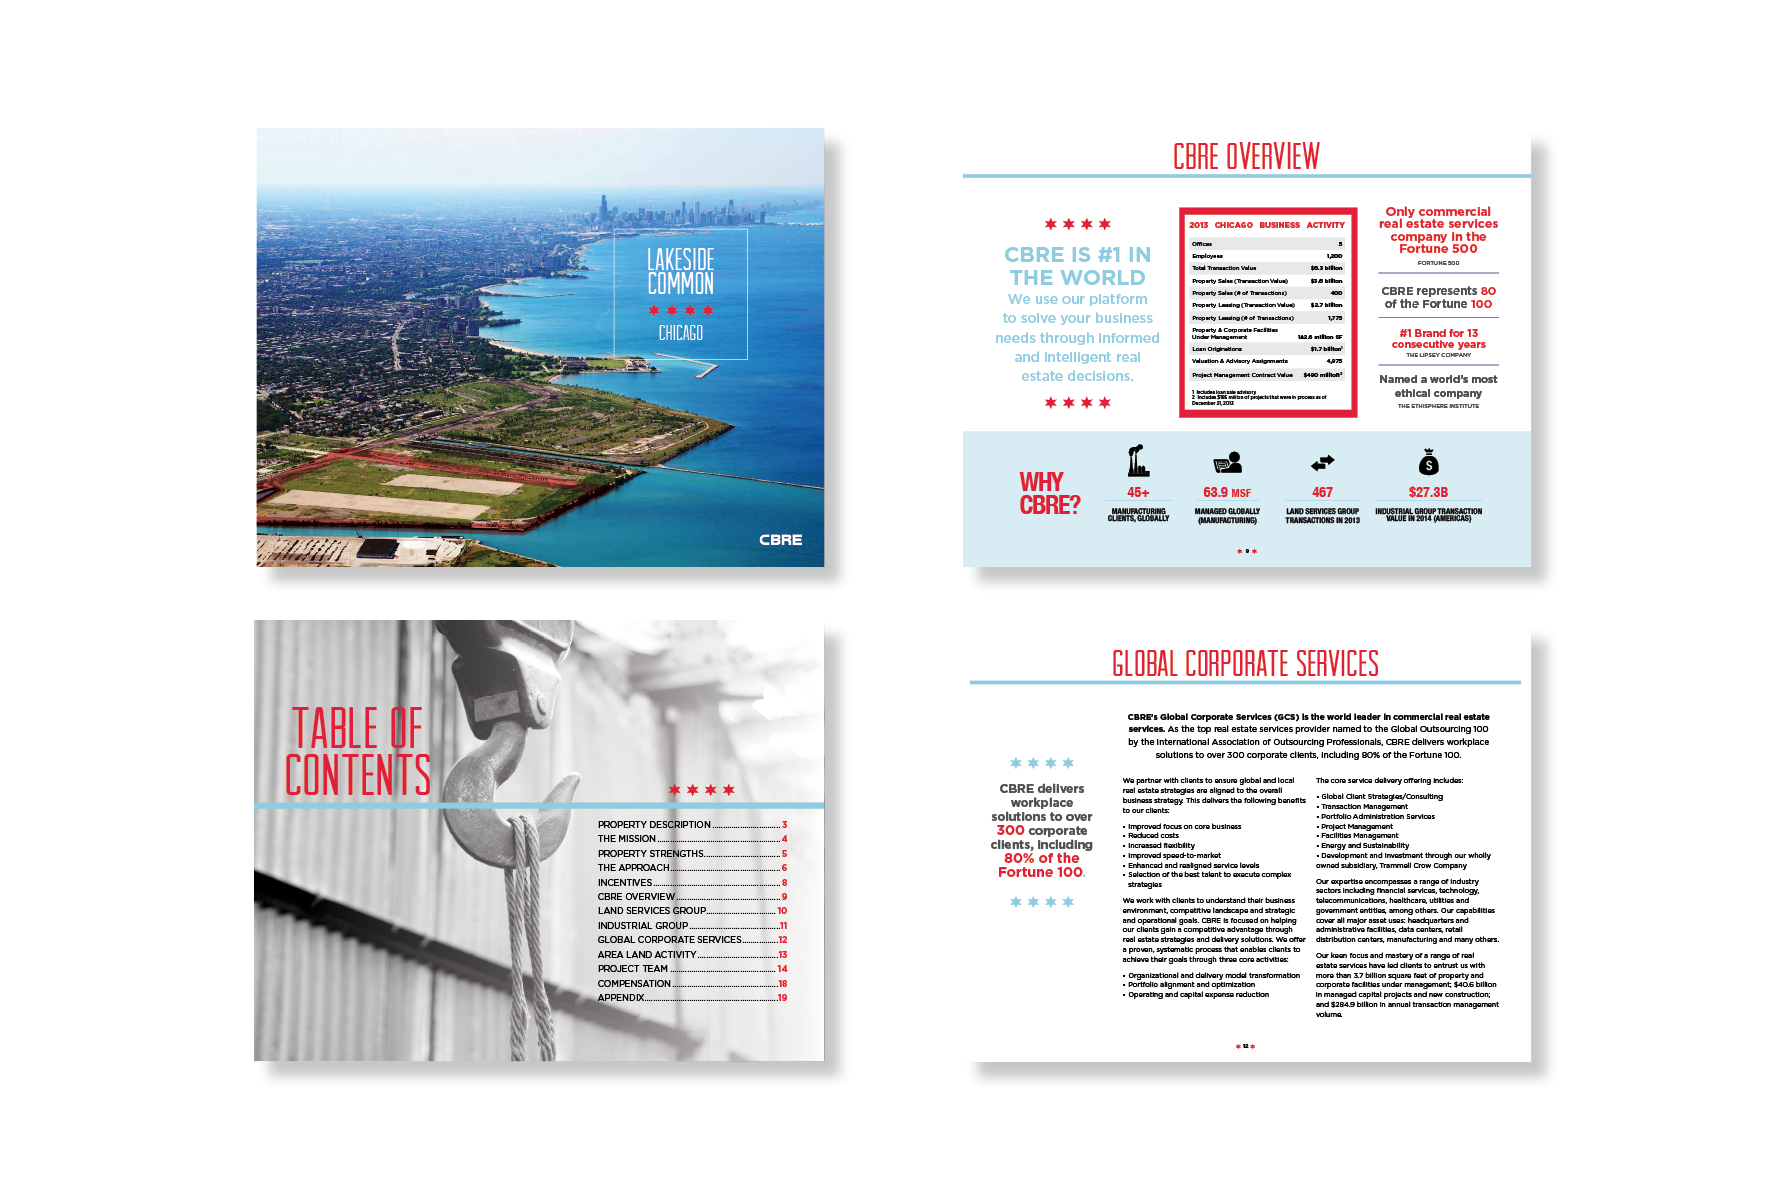 LAKESIDE
COMMON
CHICAGO
CBRE
CBRE OVERVIEW
CBRE IS #1 IN
THE WORLD
We use our platform
to solve your business
needs through informed
and intelligent real
estate decisions.
2013 CHICAGO BUSINESS ACTIVITY
Offices 5
Employees 1,200
Total Transaction Value $6.3 billion
Property Sales (Transaction Value) $3.6 billion
Property Sales (# of Transactions) 400
Property Leasing (Transaction Value) $2.7 billion
Property Leasing (# of Transactions) 1,775
Property & Corporate Facilities
Under Management 182.6 million SF
Loan Originations $1.7 billion¹
Valuation & Advisory Assignments 4,975
Project Management Contract Value $490 million²
1 Includes loan sale advisory
2 Includes $195 million of projects that were in process as of
December 31, 2013
Only commercial
real estate services
company in the
Fortune 500
FORTUNE 500
CBRE represents 80
of the Fortune 100
#1 Brand for 13
consecutive years
THE LIPSEY COMPANY
Named a world's most
ethical company
THE ETHISPHERE INSTITUTE
WHY
CBRE?
45+
MANUFACTURING
CLIENTS, GLOBALLY
63.9 MSF
MANAGED GLOBALLY
(MANUFACTURING)
467
LAND SERVICES GROUP
TRANSACTIONS IN 2013
$27.3B
INDUSTRIAL GROUP TRANSACTION
VALUE IN 2014 (AMERICAS)
9
TABLE OF
CONTENTS
PROPERTY DESCRIPTION 3
THE MISSION 4
PROPERTY STRENGTHS 5
THE APPROACH 6
INCENTIVES 8
CBRE OVERVIEW 9
LAND SERVICES GROUP 10
INDUSTRIAL GROUP 11
GLOBAL CORPORATE SERVICES 12
AREA LAND ACTIVITY 13
PROJECT TEAM 14
COMPENSATION 18
APPENDIX 19
GLOBAL CORPORATE SERVICES
CBRE's Global Corporate Services (GCS) is the world leader in commercial real estate
services. As the top real estate services provider named to the Global Outsourcing 100
by the International Association of Outsourcing Professionals, CBRE delivers workplace
solutions to over 300 corporate clients, including 80% of the Fortune 100.
CBRE delivers
workplace
solutions to over
300 corporate
clients, including
80% of the
Fortune 100.
We partner with clients to ensure global and local
real estate strategies are aligned to the overall
business strategy. This delivers the following benefits
to our clients:
• Improved focus on core business
• Reduced costs
• Increased flexibility
• Improved speed-to-market
• Enhanced and realigned service levels
• Selection of the best talent to execute complex
strategies
We work with clients to understand their business
environment, competitive landscape and strategic
and operational goals. CBRE is focused on helping
our clients gain a competitive advantage through
real estate strategies and delivery solutions. We offer
a proven, systematic process that enables clients to
achieve their goals through three core activities:
• Organizational and delivery model transformation
• Portfolio alignment and optimization
• Operating and capital expense reduction
The core service delivery offering includes:
• Global Client Strategies/Consulting
• Transaction Management
• Portfolio Administration Services
• Project Management
• Facilities Management
• Energy and Sustainability
• Development and investment through our wholly
owned subsidiary, Trammell Crow Company
Our expertise encompasses a range of industry
sectors including financial services, technology,
telecommunications, healthcare, utilities and
government entities, among others. Our capabilities
cover all major asset uses: headquarters and
administrative facilities, data centers, retail
distribution centers, manufacturing and many others.
Our keen focus and mastery of a range of real
estate services have led clients to entrust us with
more than 3.7 billion square feet of property and
corporate facilities under management; $40.6 billion
in managed capital projects and new construction;
and $284.9 billion in annual transaction management
volume.
12